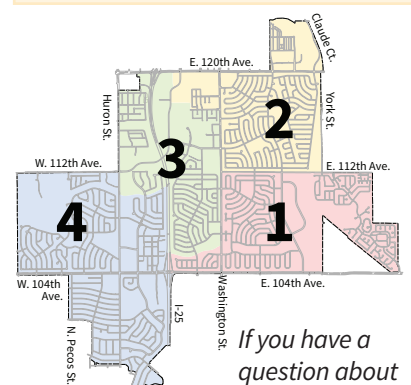 Claude Ct.
E. 120th Ave.
Huron St.
York St.
2
3
W. 112th Ave.
E. 112th Ave.
4
1
W. 104th
Ave.
E. 104th Ave.
N. Pecos St.
I-25
Washington St.
If you have a
question about